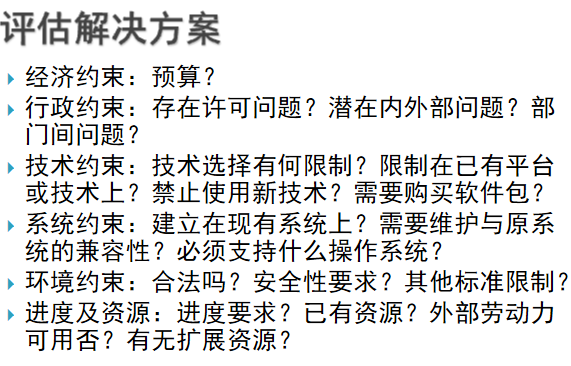 评估解决方案
经济约束：预算？
行政约束：存在许可问题？潜在内外部问题？部
门间问题？
技术约束：技术选择有何限制？限制在已有平台
或技术上？禁止使用新技术？需要购买软件包？
系统约束：建立在现有系统上？需要维护与原系
统的兼容性？必须支持什么操作系统？
环境约束：合法吗？安全性要求？其他标准限制？
进度及资源：进度要求？已有资源？外部劳动力
可用否？有无扩展资源？